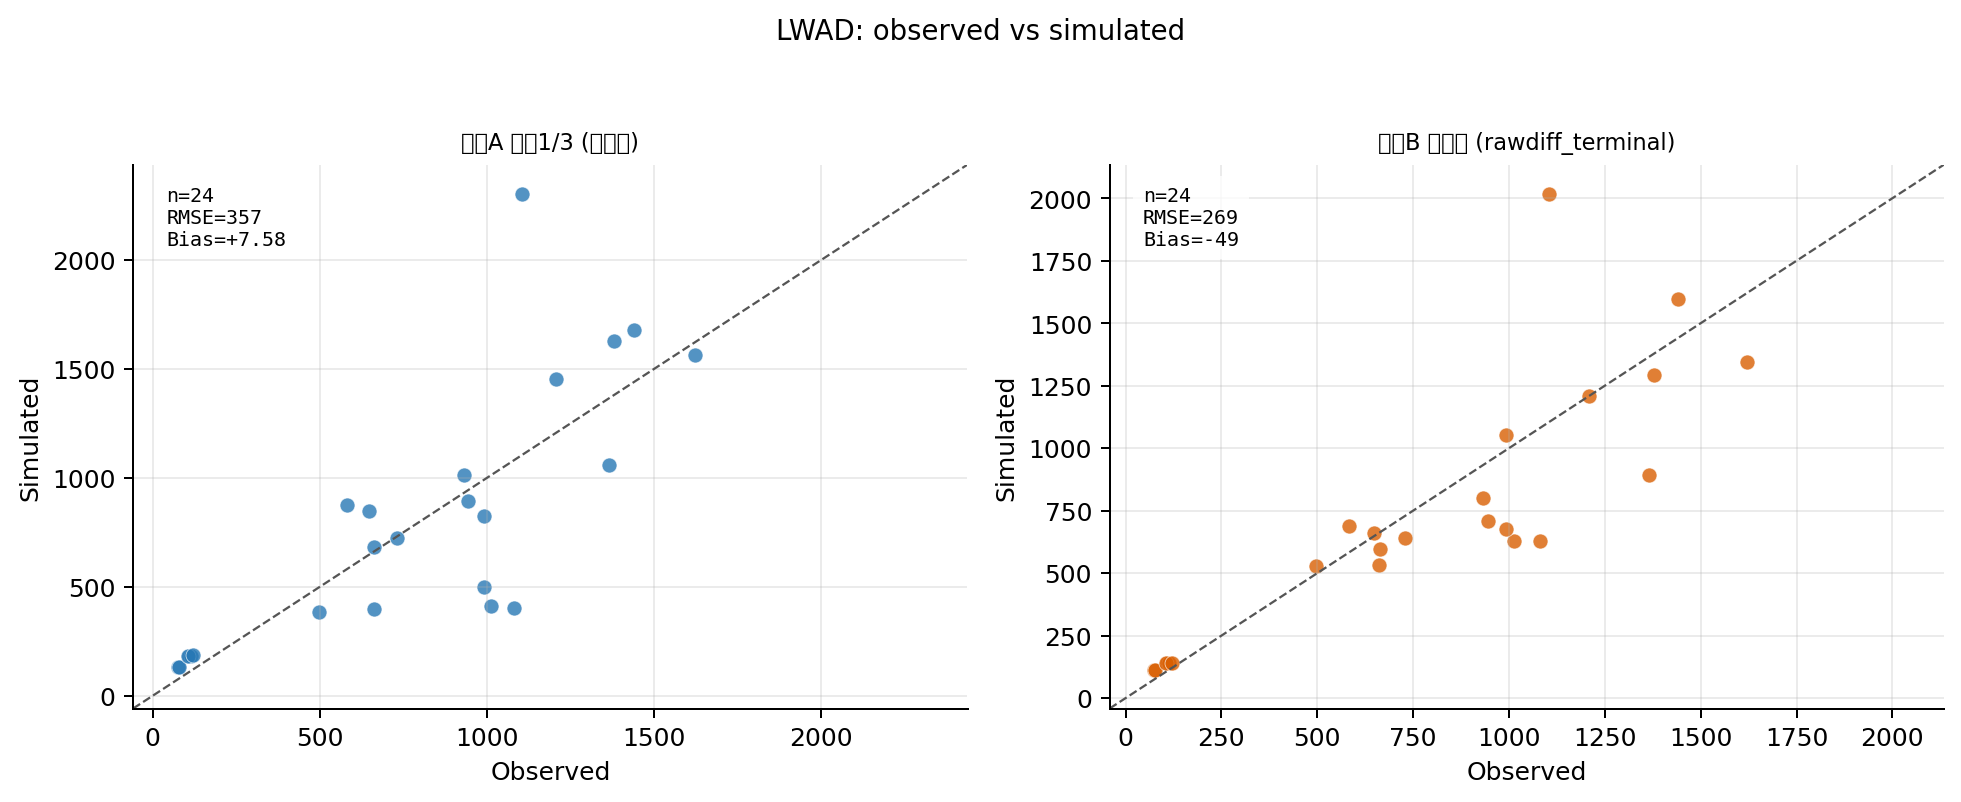 LWAD: observed vs simulated
A 1/3 ()
n=24
RMSE=357
Bias=+7.58
2000
1500
1000
500
0
Simulated
0 500 1000 1500 2000
Observed
B (rawdiff_terminal)
n=24
RMSE=269
Bias=-49
2000
1750
1500
1250
1000
750
500
250
0
Simulated
0 250 500 750 1000 1250 1500 1750 2000
Observed